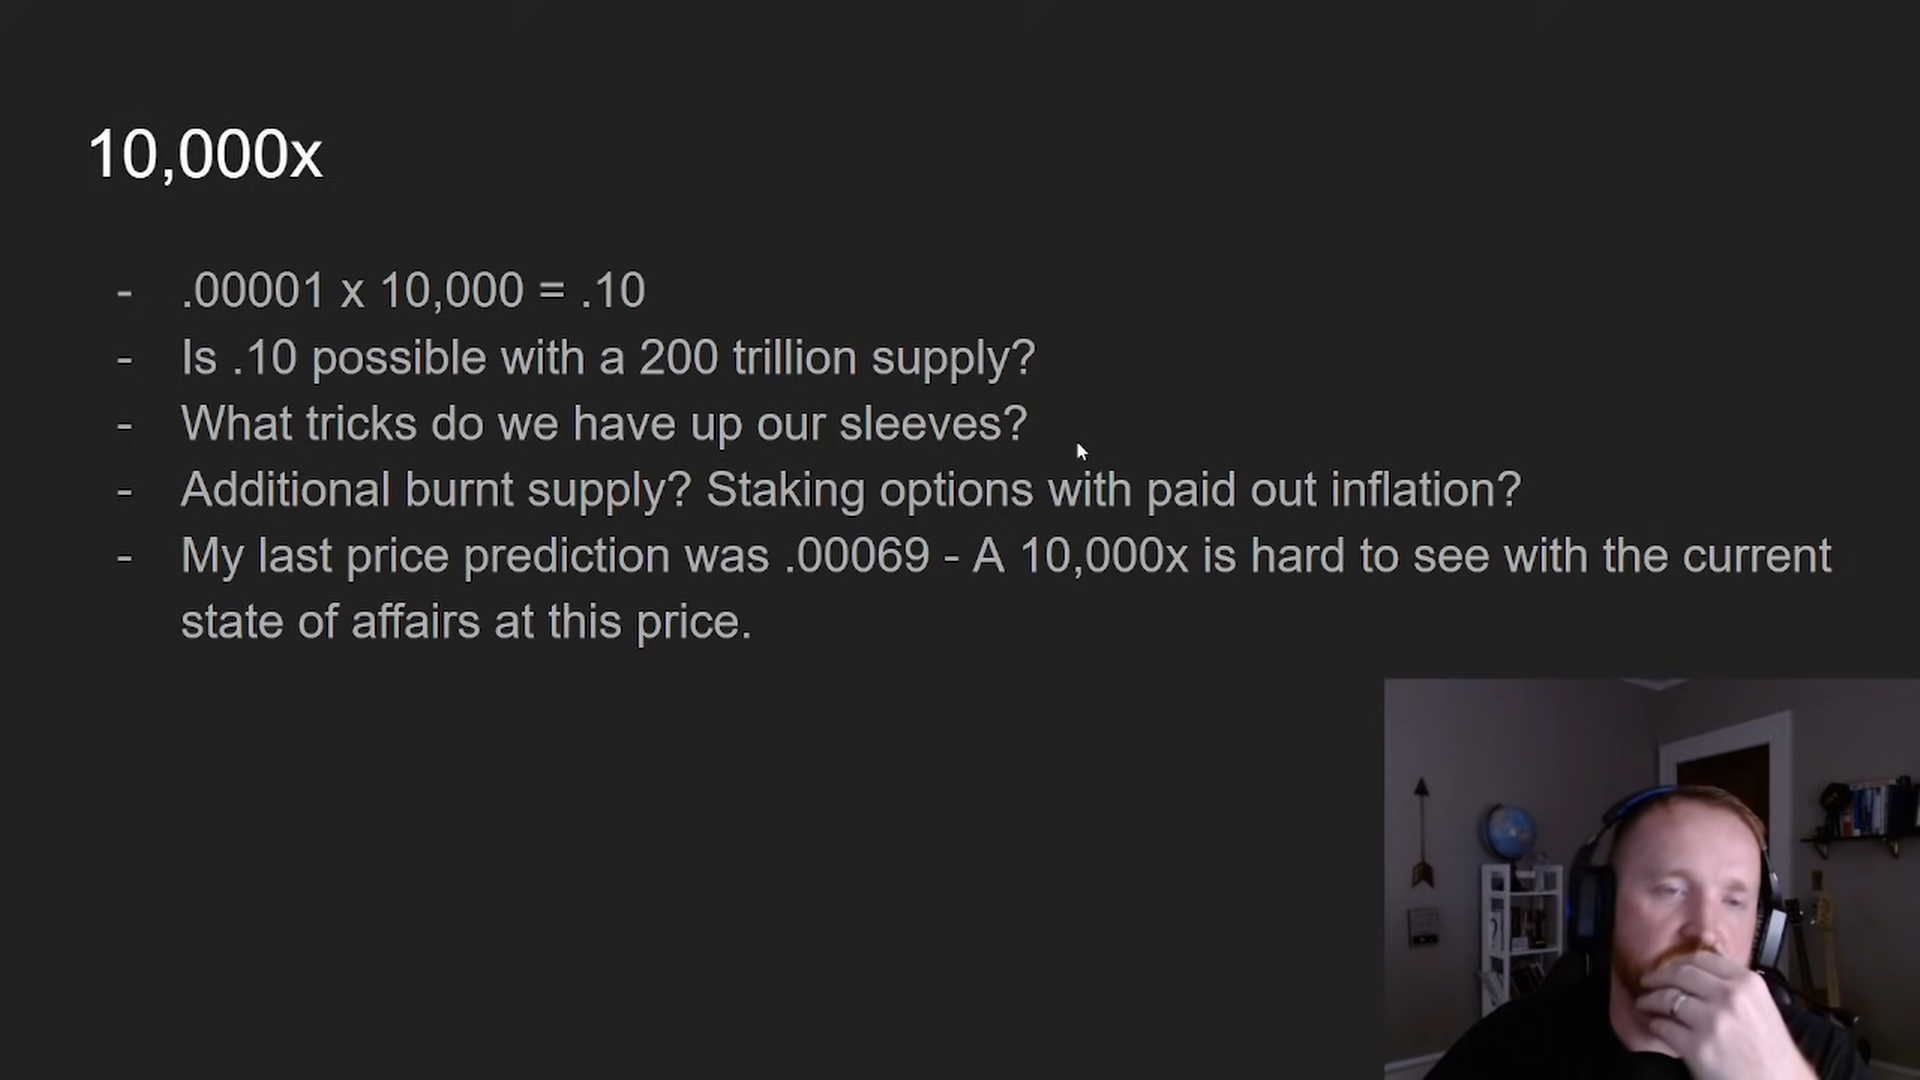 10,000x
- .00001 x 10,000 = .10
- Is .10 possible with a 200 trillion supply?
- What tricks do we have up our sleeves?
- Additional burnt supply? Staking options with paid out inflation?
- My last price prediction was .00069 - A 10,000x is hard to see with the current
state of affairs at this price.